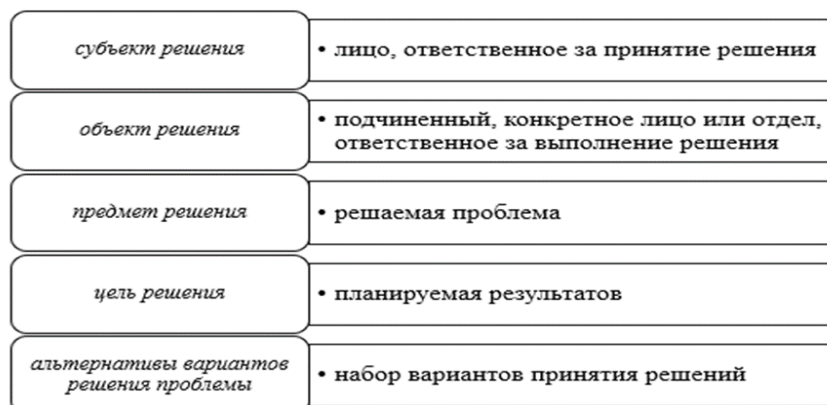 субъект решения
• лицо, ответственное за принятие решения
объект решения
• подчиненный, конкретное лицо или отдел,
ответственное за выполнение решения
предмет решения
• решаемая проблема
цель решения
• планируемая результатов
альтернативы вариантов
решения проблемы
• набор вариантов принятия решений